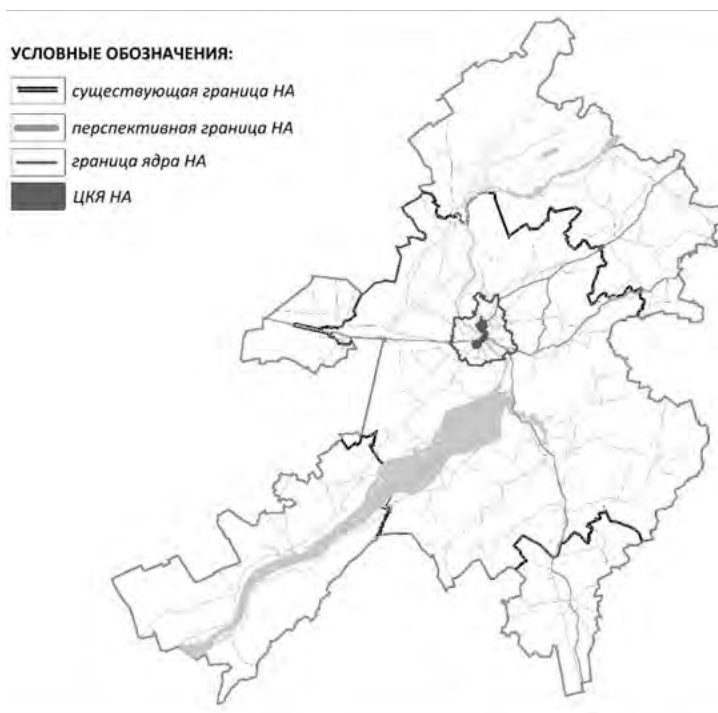 УСЛОВНЫЕ ОБОЗНАЧЕНИЯ:
существующая граница НА
перспективная граница НА
граница ядра НА
ЦКЯ НА